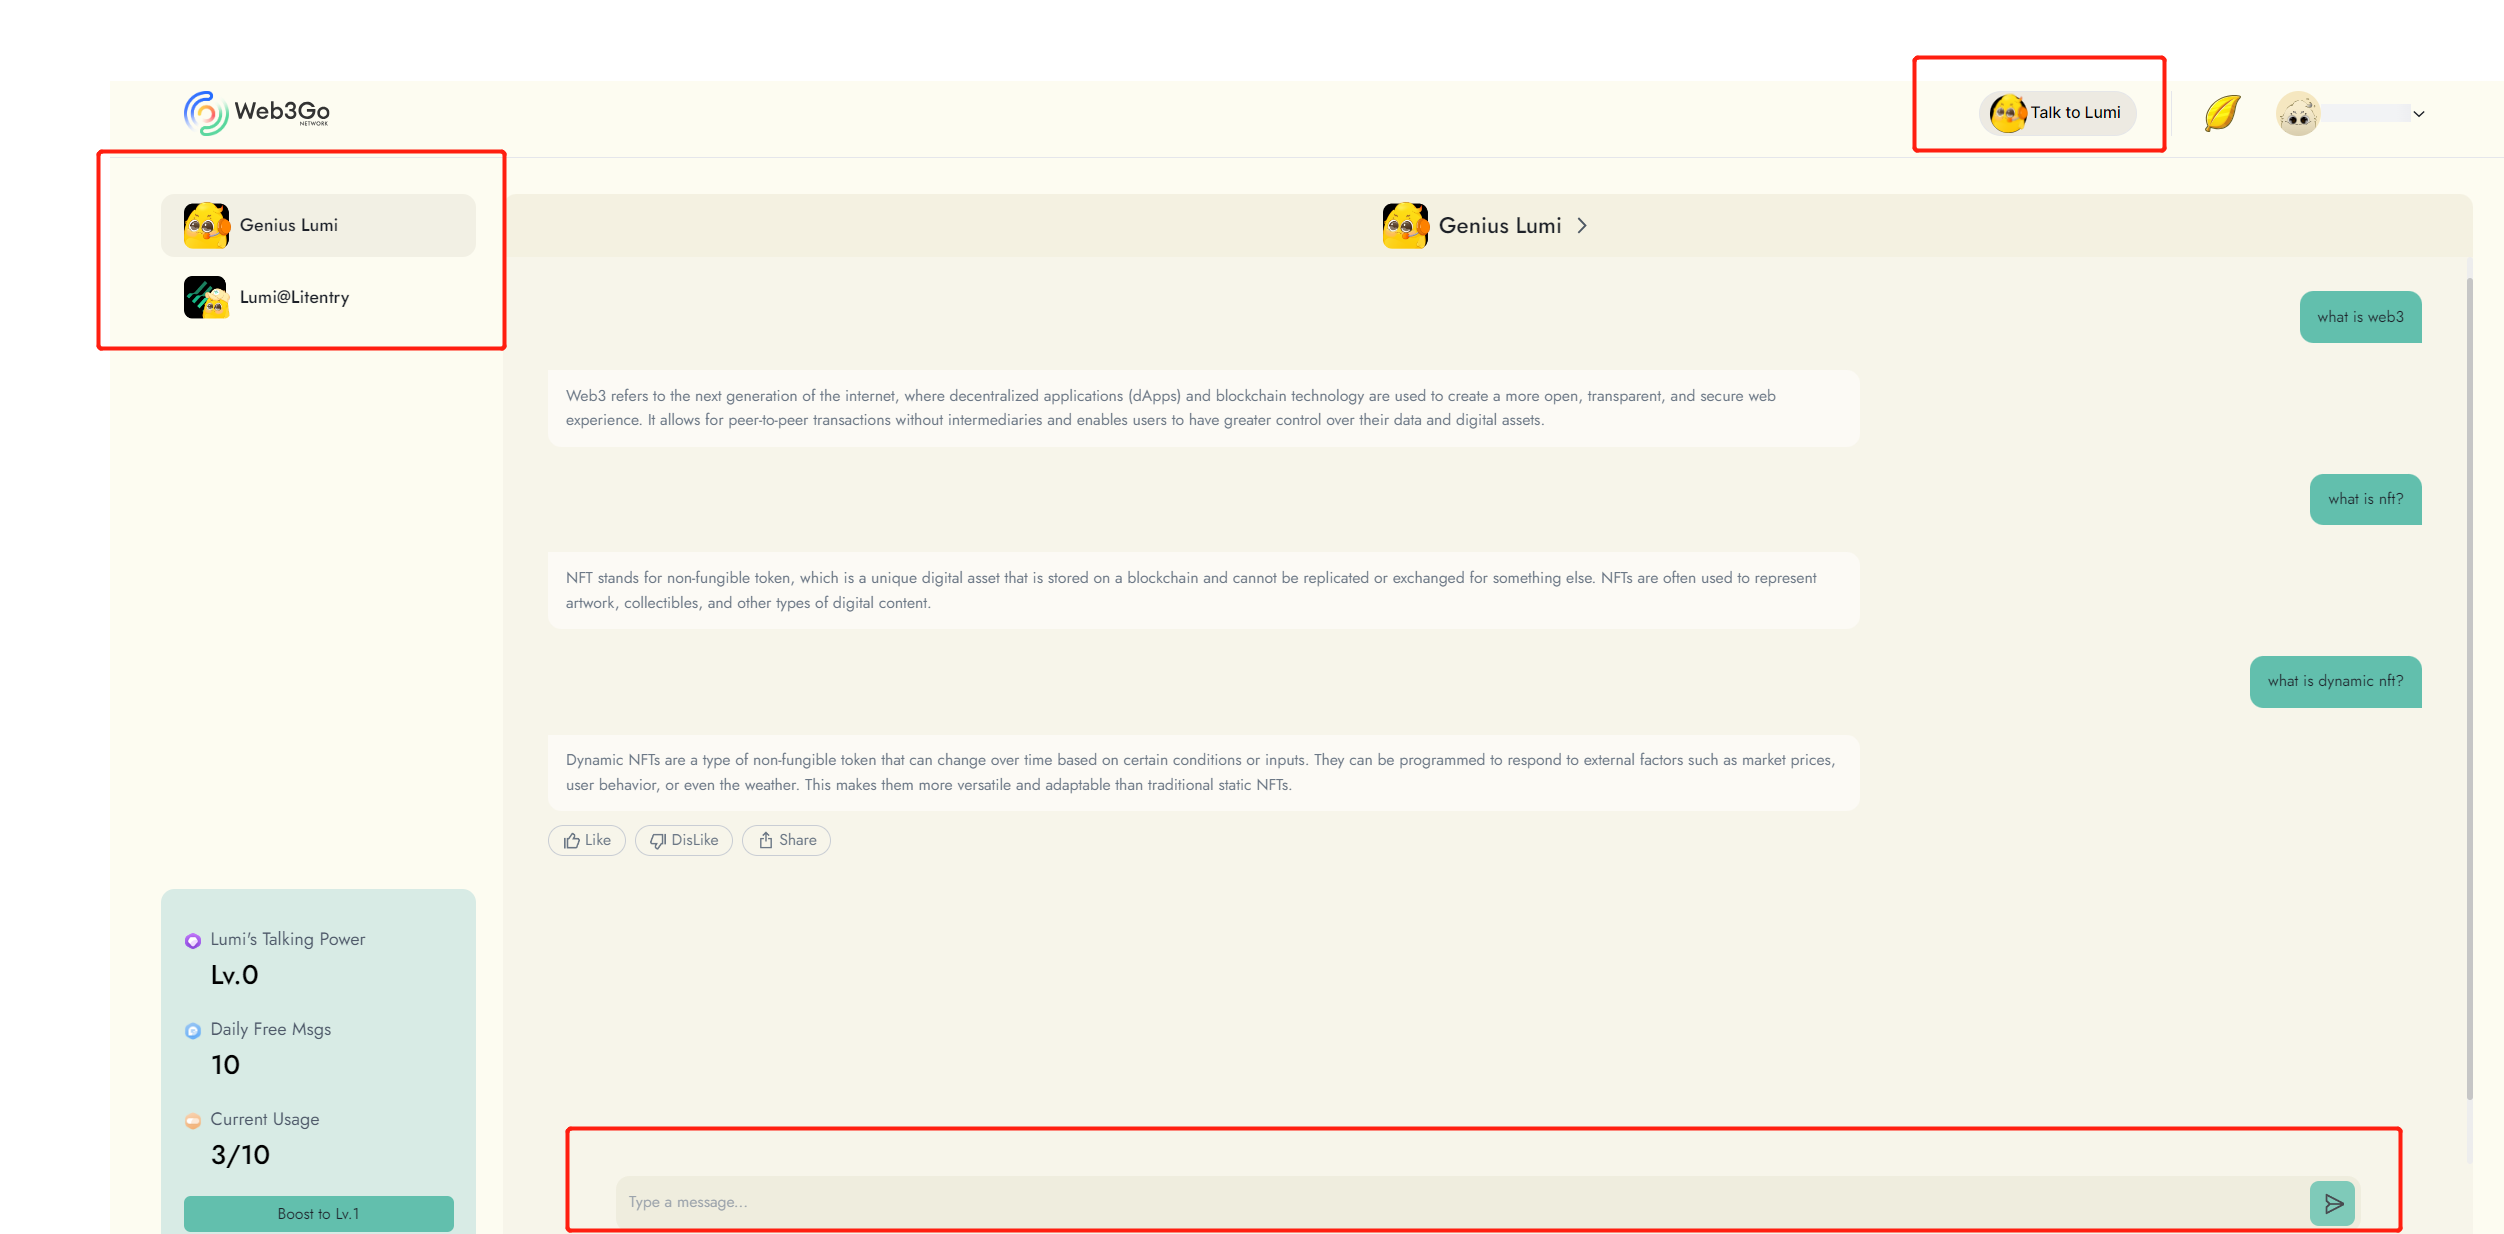 Web3Go
NETWORK
Talk to Lumi
Genius Lumi
Lumi@Litentry
Genius Lumi
what is web3
Web3 refers to the next generation of the internet, where decentralized applications (dApps) and blockchain technology are used to create a more open, transparent, and secure web
experience. It allows for peer-to-peer transactions without intermediaries and enables users to have greater control over their data and digital assets.
what is nft?
NFT stands for non-fungible token, which is a unique digital asset that is stored on a blockchain and cannot be replicated or exchanged for something else. NFTs are often used to represent
artwork, collectibles, and other types of digital content.
what is dynamic nft?
Dynamic NFTs are a type of non-fungible token that can change over time based on certain conditions or inputs. They can be programmed to respond to external factors such as market prices,
user behavior, or even the weather. This makes them more versatile and adaptable than traditional static NFTs.
Like
DisLike
Share
Lumi's Talking Power
Lv.0
Daily Free Msgs
10
Current Usage
3/10
Boost to Lv.1
Type a message...